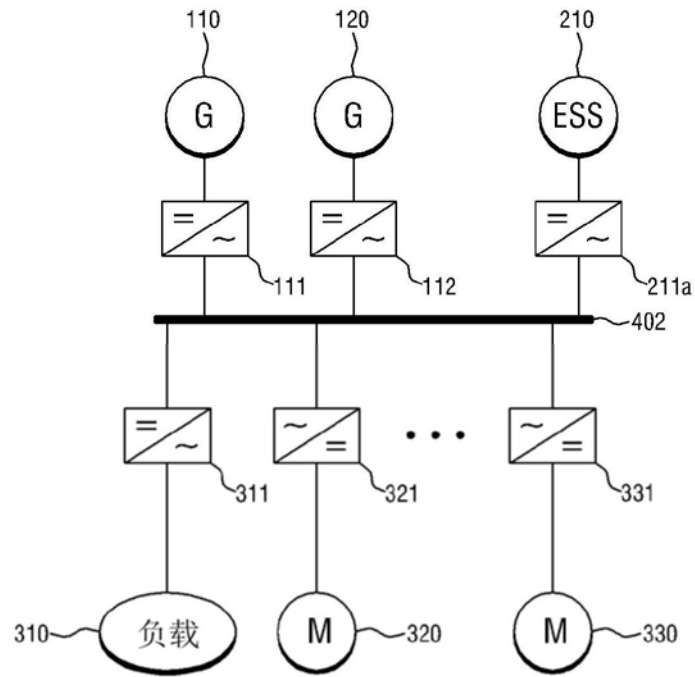 110 120 210
G G ESS
= ~ = ~ = ~
111 112 211a
402
= ~ ~ = ... ~ =
311 321 331
310 负载 M 320 M 330